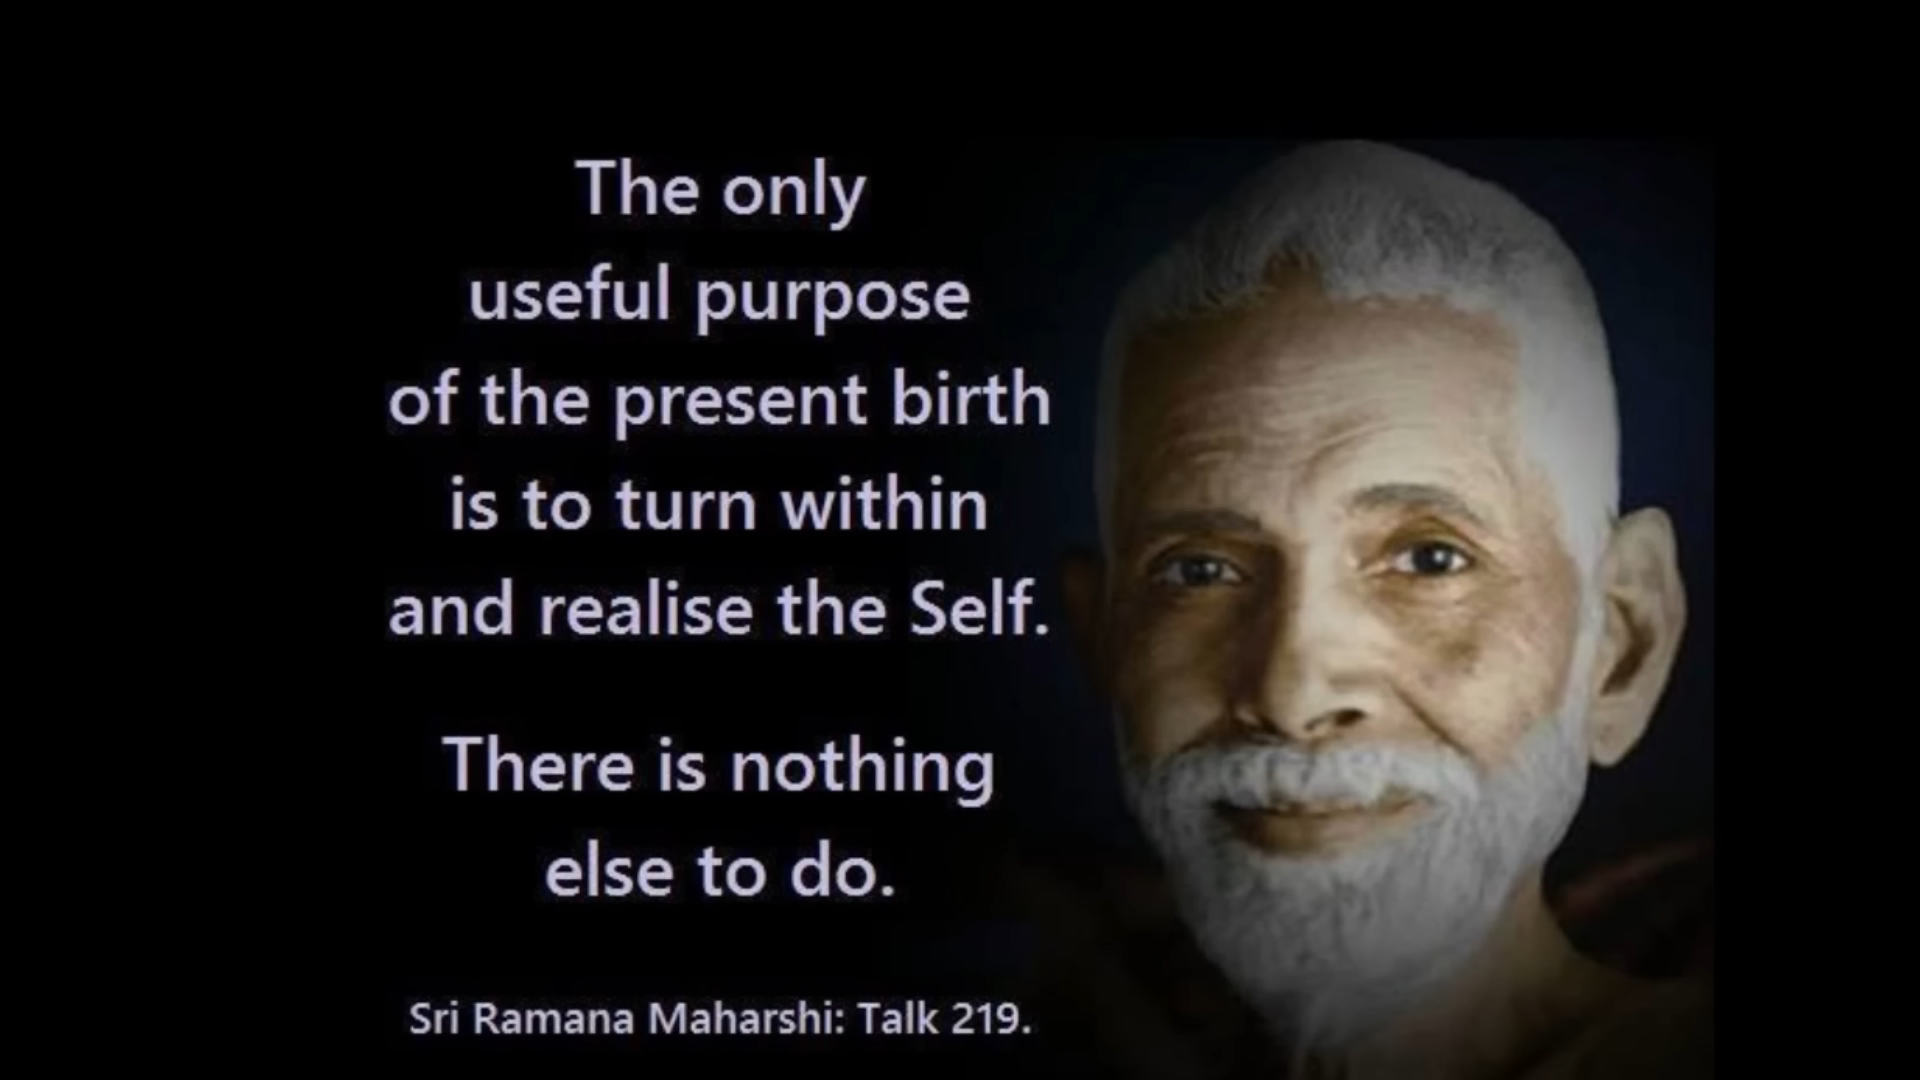 The only
useful purpose
of the present birth
is to turn within
and realise the Self.
There is nothing
else to do.
Sri Ramana Maharshi: Talk 219.